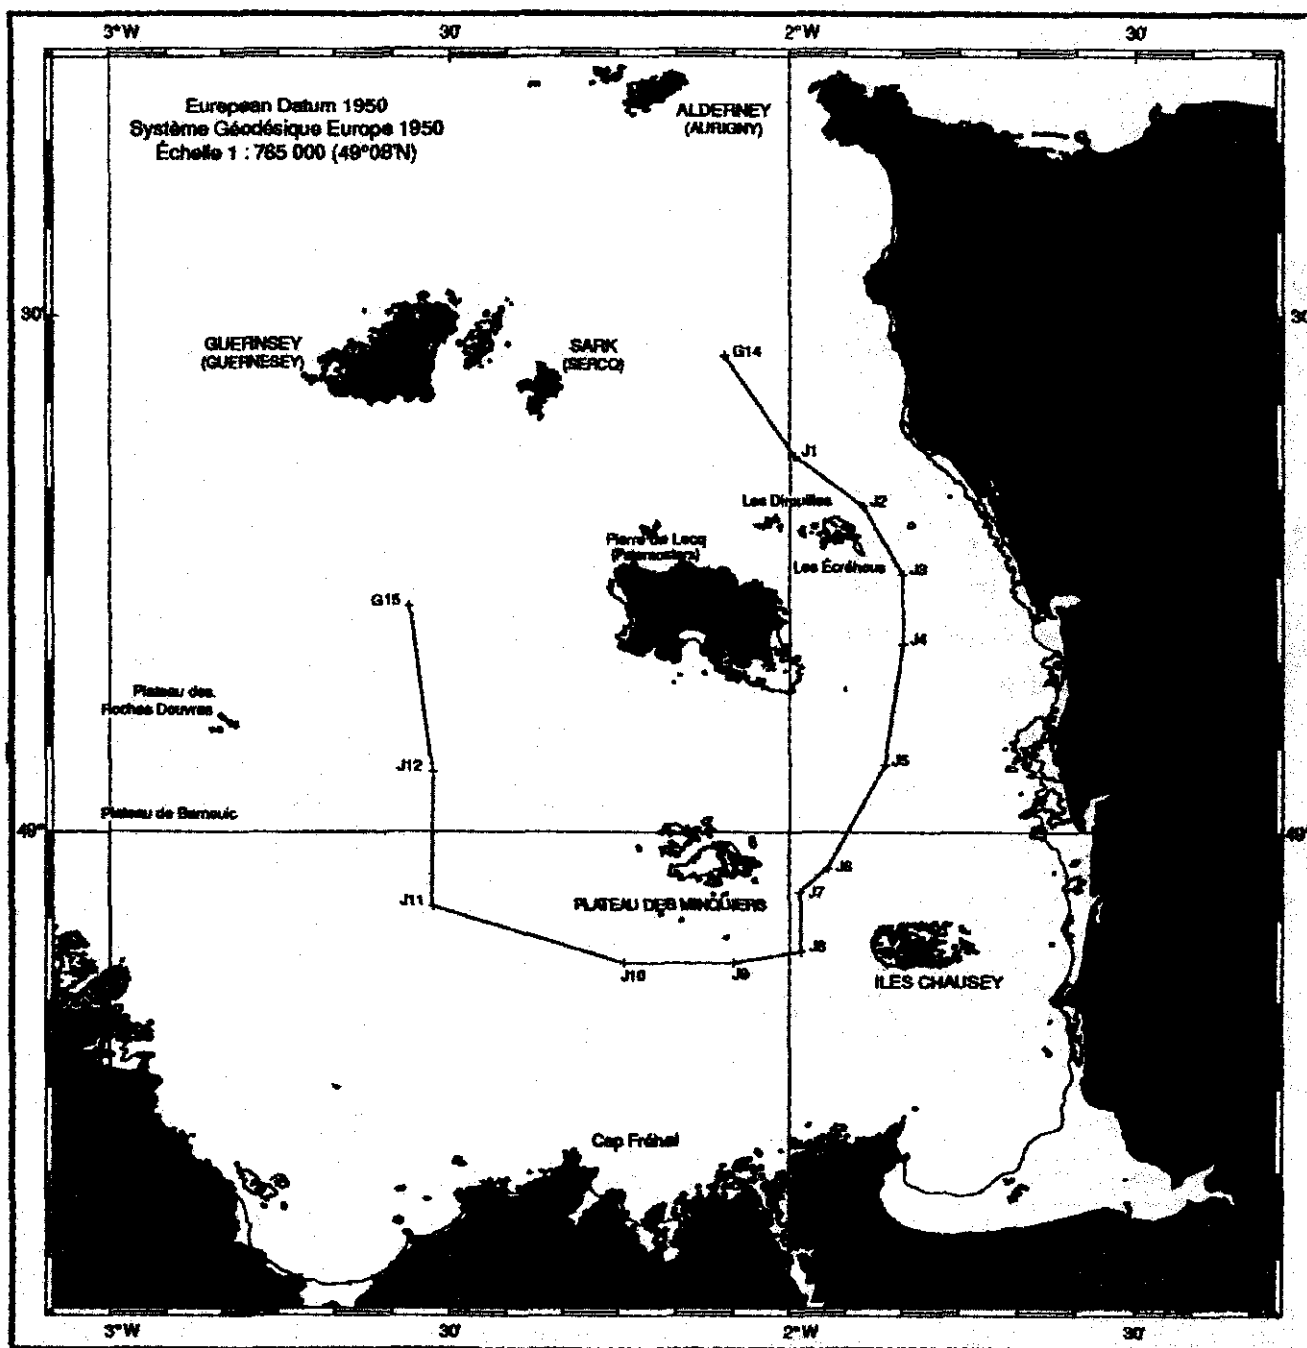 3°W 30' 2°W 30'
European Datum 1950
Système Géodésique Europe 1950
Échelle 1 : 765 000 (49°08'N)
ALDERNEY
(AURIGNY)
30' 30'
GUERNSEY
(GUERNESEY)
SARK
(SERCQ)
G14
J1
J2
Les Dirouilles
Pierre de Lecq
(Paternosters)
Les Écréhous
J3
G15
J4
Plateau des
Roches Douvres
J12
J5
Plateau de Barnouic
49° 49°
J6
J7
PLATEAU DES MINQUIERS
J11
J8
J10
J9
ILES CHAUSEY
Cap Fréhel
3°W 30' 2°W 30'